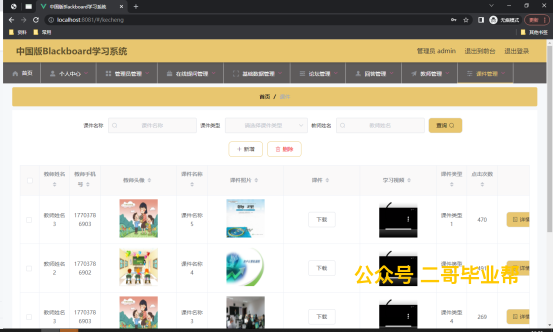 中国版Blackboard学习系统
localhost:8081/#/kecheng
无痕模式
更新
资料
常用
其他书签
中国版Blackboard学习系统
管理员 admin 退出到前台 退出登录
首页 个人中心 管理员管理 在线提问管理 基础数据管理 论坛管理 回答管理 教师管理 课件管理
首页 / 课件
课件名称 课件名称 课件类型 请选择课件类型 教师姓名 教师姓名 查询
+ 新增 删除
教师姓名 教师手机号 教师头像 课件名称 课件照片 课件 学习视频 课件类型 点击次数
教师姓名3 17703786903 课件名称5 下载 课件类型1 470 详情
教师姓名2 17703786902 课件名称4 下载
教师姓名3 17703786903 课件名称3 下载 课件类型4 269 详情
公众号 二哥毕业帮